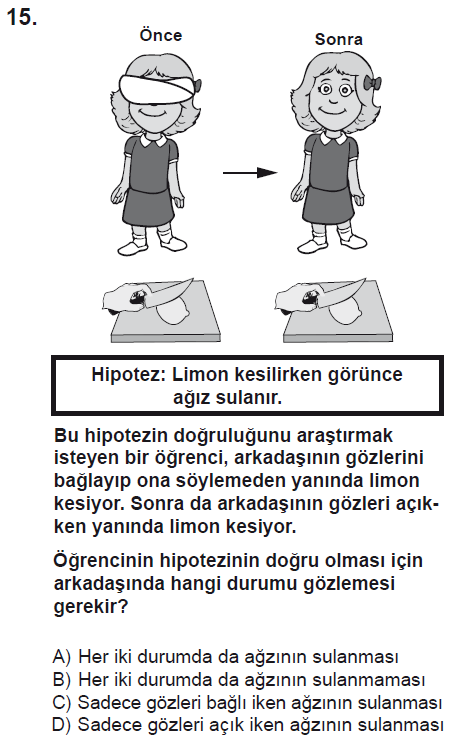 15.
Önce
Sonra
Hipotez: Limon kesilirken görünce
ağız sulanır.
Bu hipotezin doğruluğunu araştırmak
isteyen bir öğrenci, arkadaşının gözlerini
bağlayıp ona söylemeden yanında limon
kesiyor. Sonra da arkadaşının gözleri açık-
ken yanında limon kesiyor.
Öğrencinin hipotezinin doğru olması için
arkadaşında hangi durumu gözlemesi
gerekir?
A) Her iki durumda da ağzının sulanması
B) Her iki durumda da ağzının sulanmaması
C) Sadece gözleri bağlı iken ağzının sulanması
D) Sadece gözleri açık iken ağzının sulanması